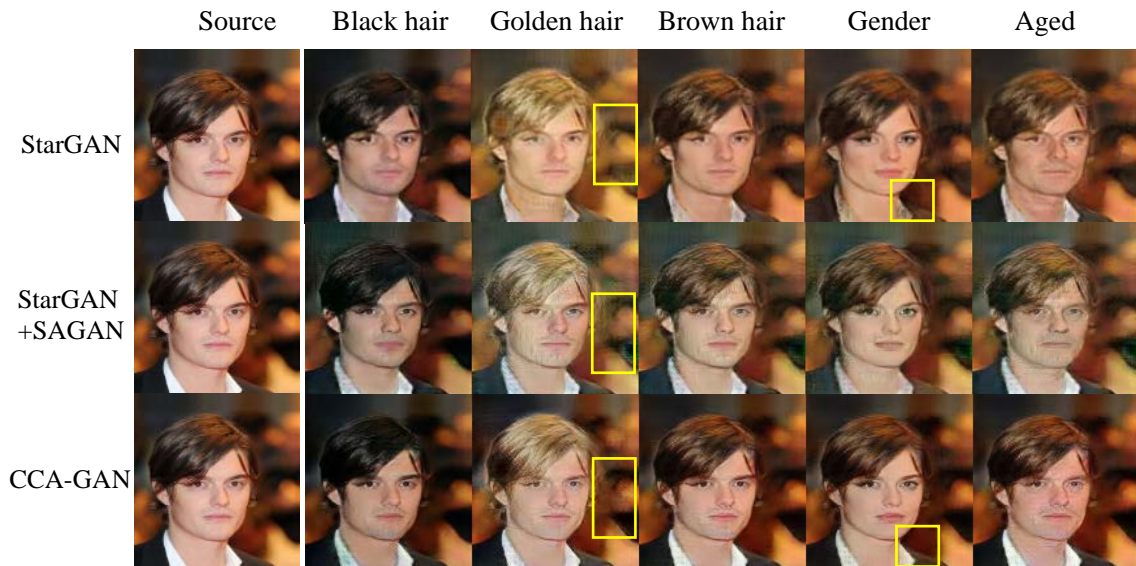 Source Black hair Golden hair Brown hair Gender Aged
StarGAN
StarGAN
+SAGAN
CCA-GAN